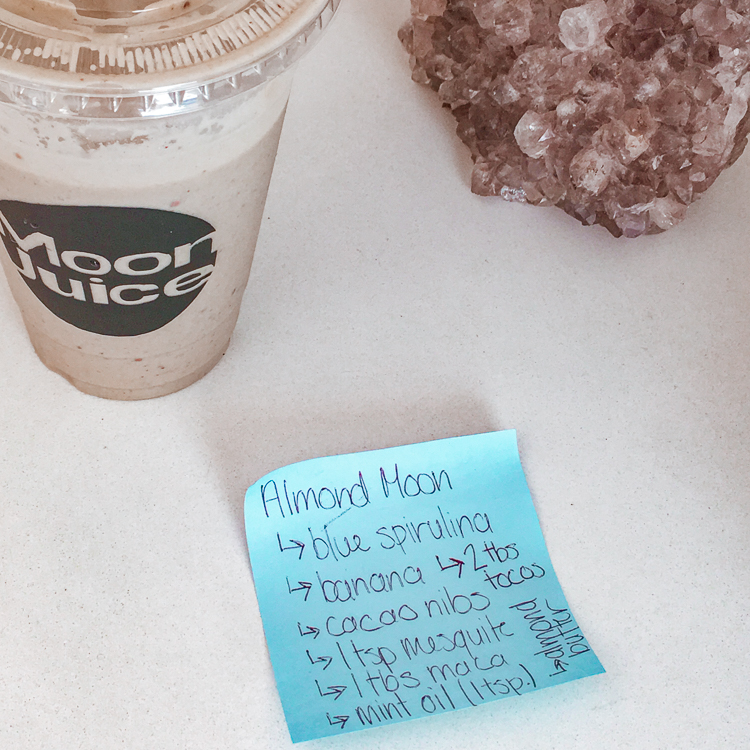 Moon
Juice
Almond Moon
↳ blue spirulina
↳ banana
↳ 2 tbs
tocos
↳ cacao nibs
↳ 1 tsp mesquite
↳ 1 tbs maca
↳ mint oil (1 tsp.)
↳ almond
butter